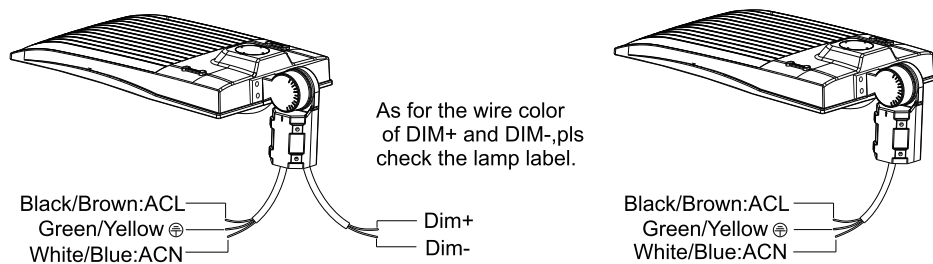 As for the wire color
of DIM+ and DIM-,pls
check the lamp label.
Black/Brown:ACL
Green/Yellow ⏚
White/Blue:ACN
Dim+
Dim-
Black/Brown:ACL
Green/Yellow ⏚
White/Blue:ACN